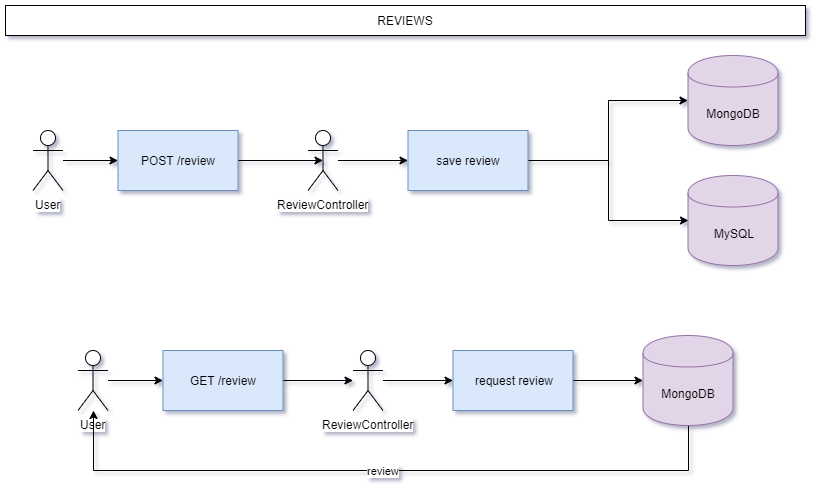 REVIEWS
MongoDB
POST /review
save review
User
ReviewController
MySQL
GET /review
request review
MongoDB
User
ReviewController
review